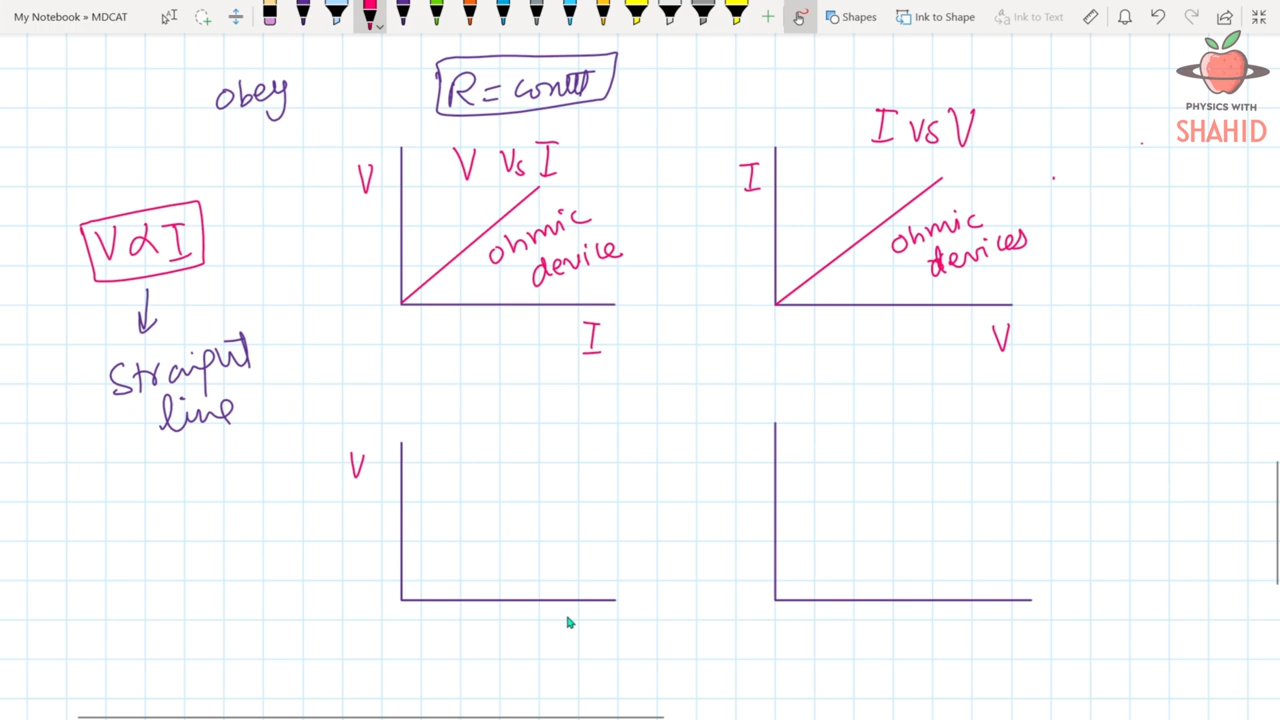 My Notebook » MDCAT
Shapes
Ink to Shape
Ink to Text
PHYSICS WITH
SHAHID
obey
R =
V vs I
V
ohmic
device
I
I vs V
I
ohmic
devices
V
V ∝ I
Straight
line
V